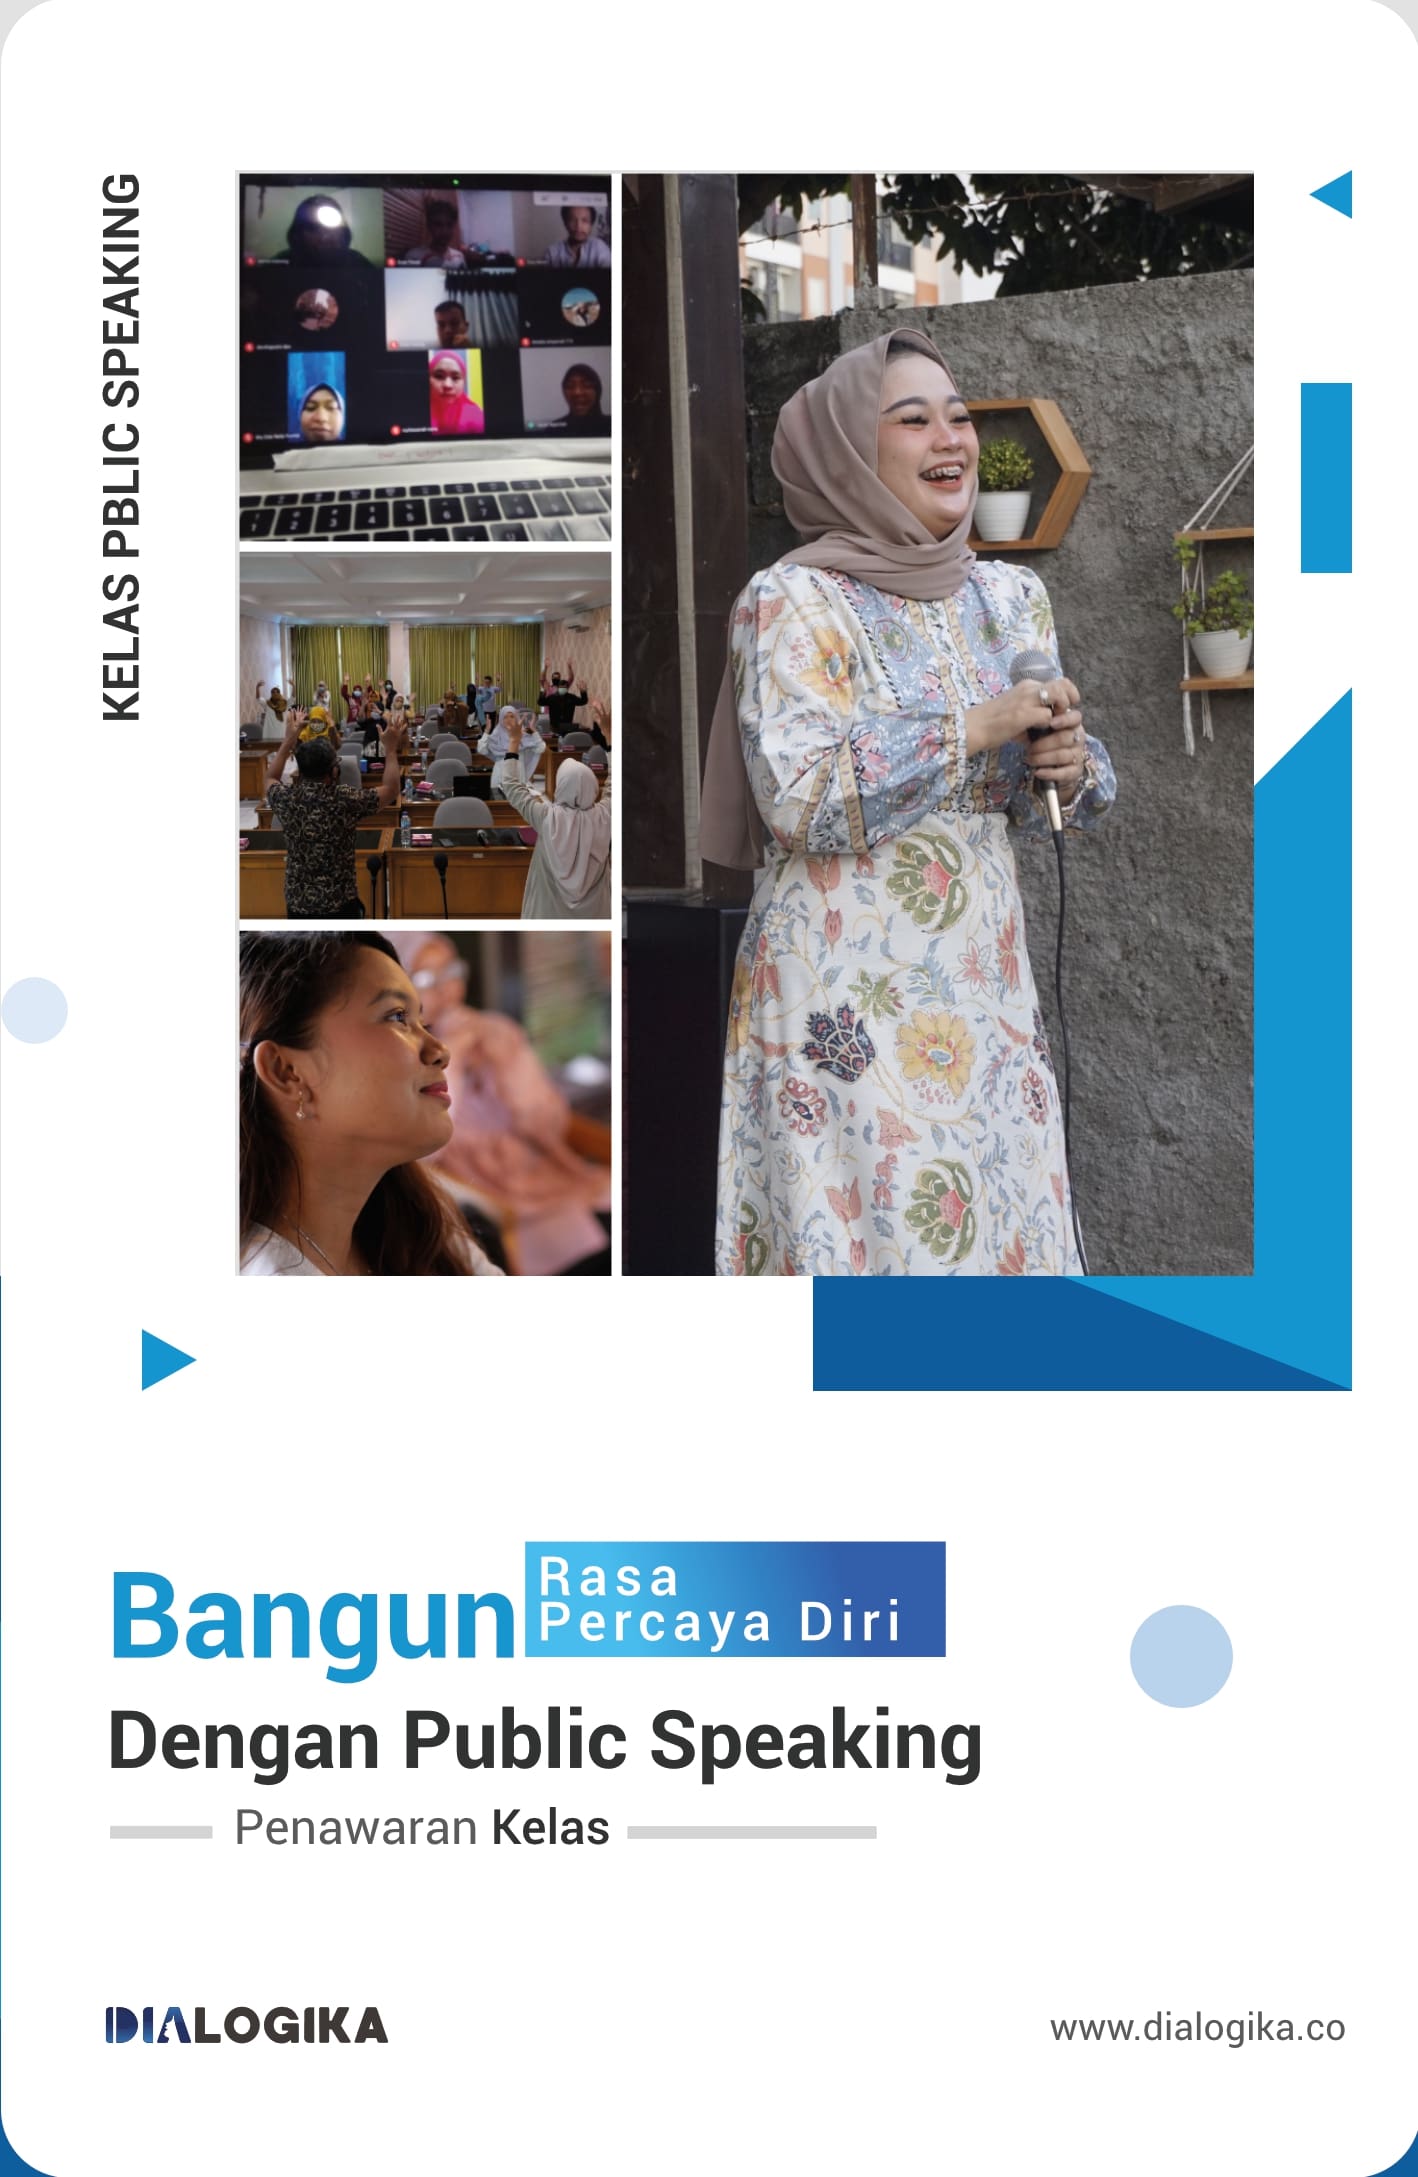 KELAS PBLIC SPEAKING
Bangun
Rasa
Percaya Diri
Dengan Public Speaking
Penawaran Kelas
DIALOGIKA
www.dialogika.co